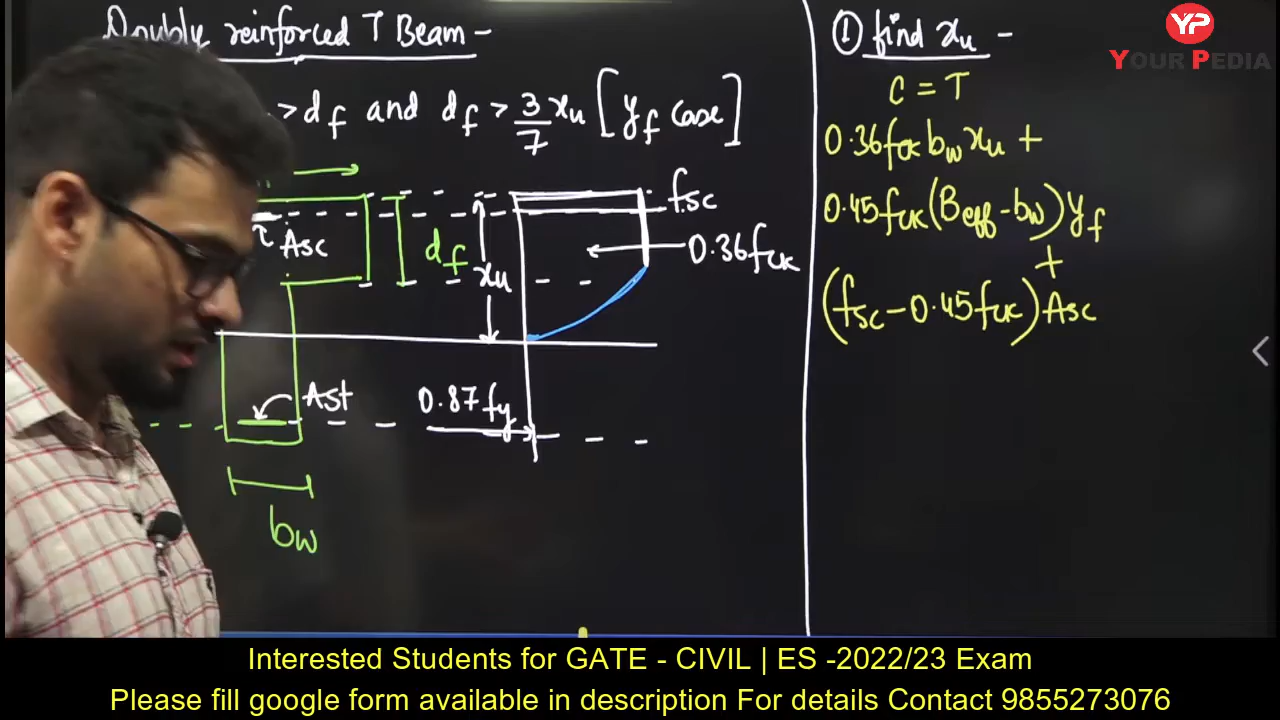 Doubly reinforced T Beam -
> df and df > 3/7 xu [yf case]
Asc
df
xu
fsc
0.36fck
Ast
0.87fy
bw
① find xu -
C = T
0.36fck bw xu +
0.45fck (Beff - bw) yf
+
(fsc - 0.45fck) Asc
YP
YOUR PEDIA
Interested Students for GATE - CIVIL | ES -2022/23 Exam
Please fill google form available in description For details Contact 9855273076